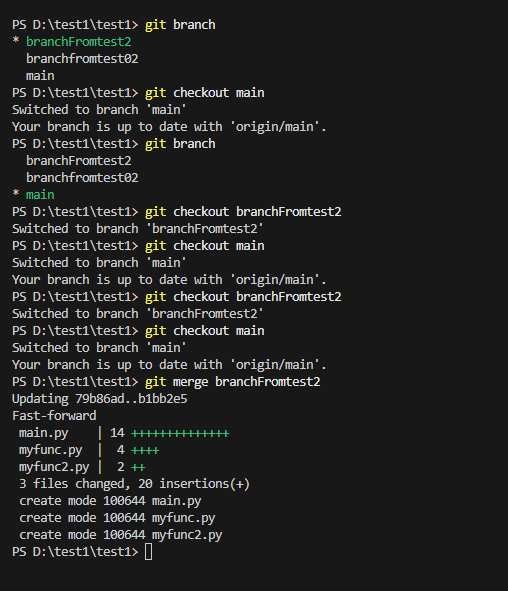 PS D:\test1\test1> git branch
* branchFromtest2
  branchfromtest02
  main
PS D:\test1\test1> git checkout main
Switched to branch 'main'
Your branch is up to date with 'origin/main'.
PS D:\test1\test1> git branch
  branchFromtest2
  branchfromtest02
* main
PS D:\test1\test1> git checkout branchFromtest2
Switched to branch 'branchFromtest2'
PS D:\test1\test1> git checkout main
Switched to branch 'main'
Your branch is up to date with 'origin/main'.
PS D:\test1\test1> git checkout branchFromtest2
Switched to branch 'branchFromtest2'
PS D:\test1\test1> git checkout main
Switched to branch 'main'
Your branch is up to date with 'origin/main'.
PS D:\test1\test1> git merge branchFromtest2
Updating 79b86ad..b1bb2e5
Fast-forward
 main.py    | 14 ++++++++++++++
 myfunc.py  |  4 ++++
 myfunc2.py |  2 ++
 3 files changed, 20 insertions(+)
 create mode 100644 main.py
 create mode 100644 myfunc.py
 create mode 100644 myfunc2.py
PS D:\test1\test1>